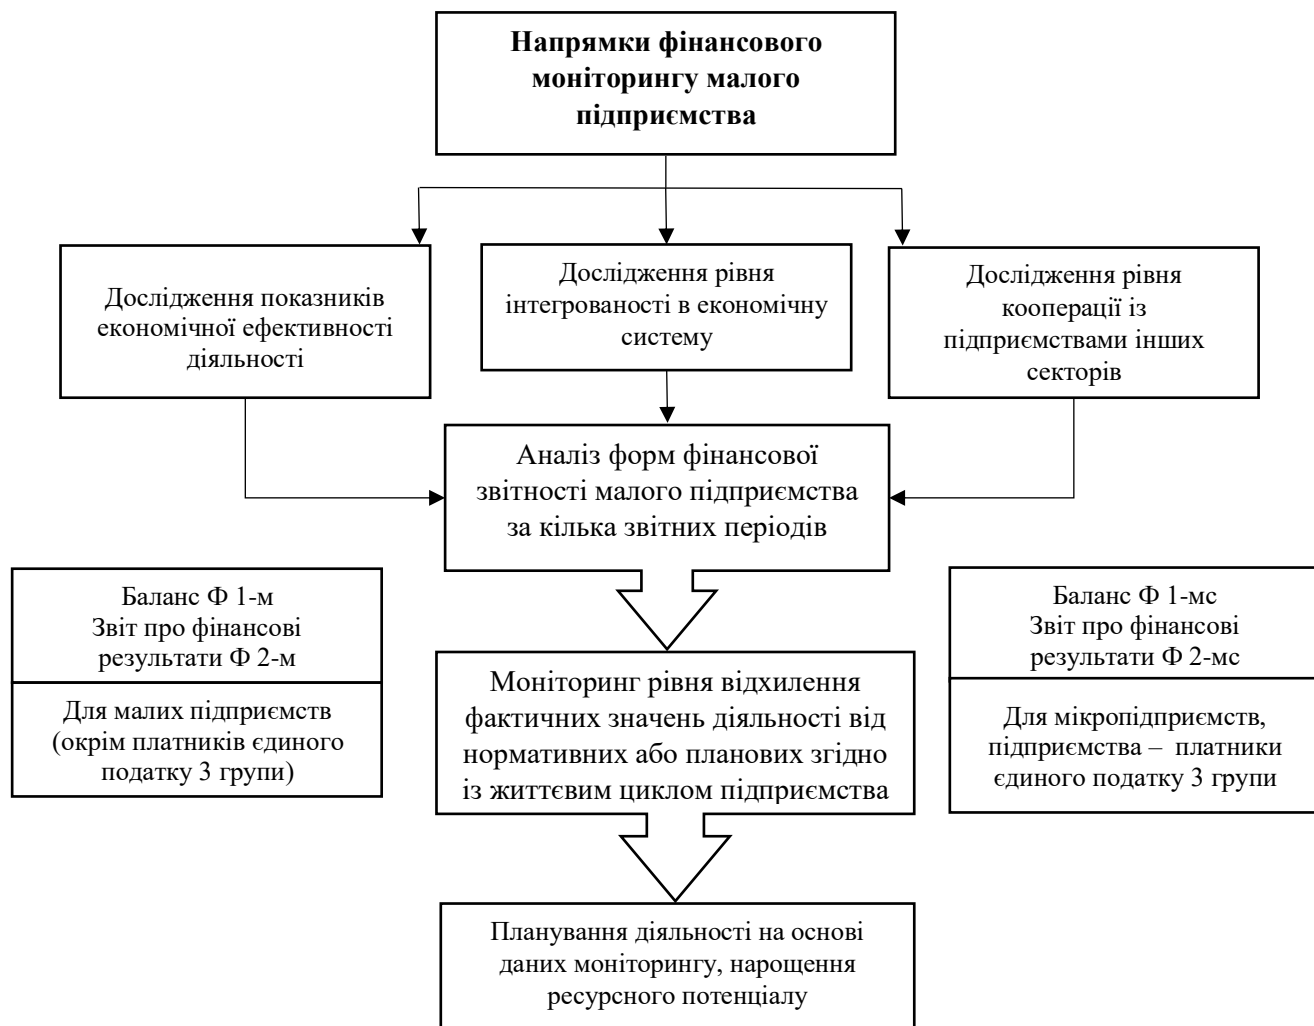 Напрямки фінансового
моніторингу малого
підприємства
Дослідження показників
економічної ефективності
діяльності
Дослідження рівня
інтегрованості в економічну
систему
Дослідження рівня
кооперації із
підприємствами інших
секторів
Аналіз форм фінансової
звітності малого підприємства
за кілька звітних періодів
Баланс Ф 1-м
Звіт про фінансові
результати Ф 2-м
Для малих підприємств
(окрім платників єдиного
податку 3 групи)
Баланс Ф 1-мс
Звіт про фінансові
результати Ф 2-мс
Для мікропідприємств,
підприємства – платники
єдиного податку 3 групи
Моніторинг рівня відхилення
фактичних значень діяльності від
нормативних або планових згідно
із життєвим циклом підприємства
Планування діяльності на основі
даних моніторингу, нарощення
ресурсного потенціалу